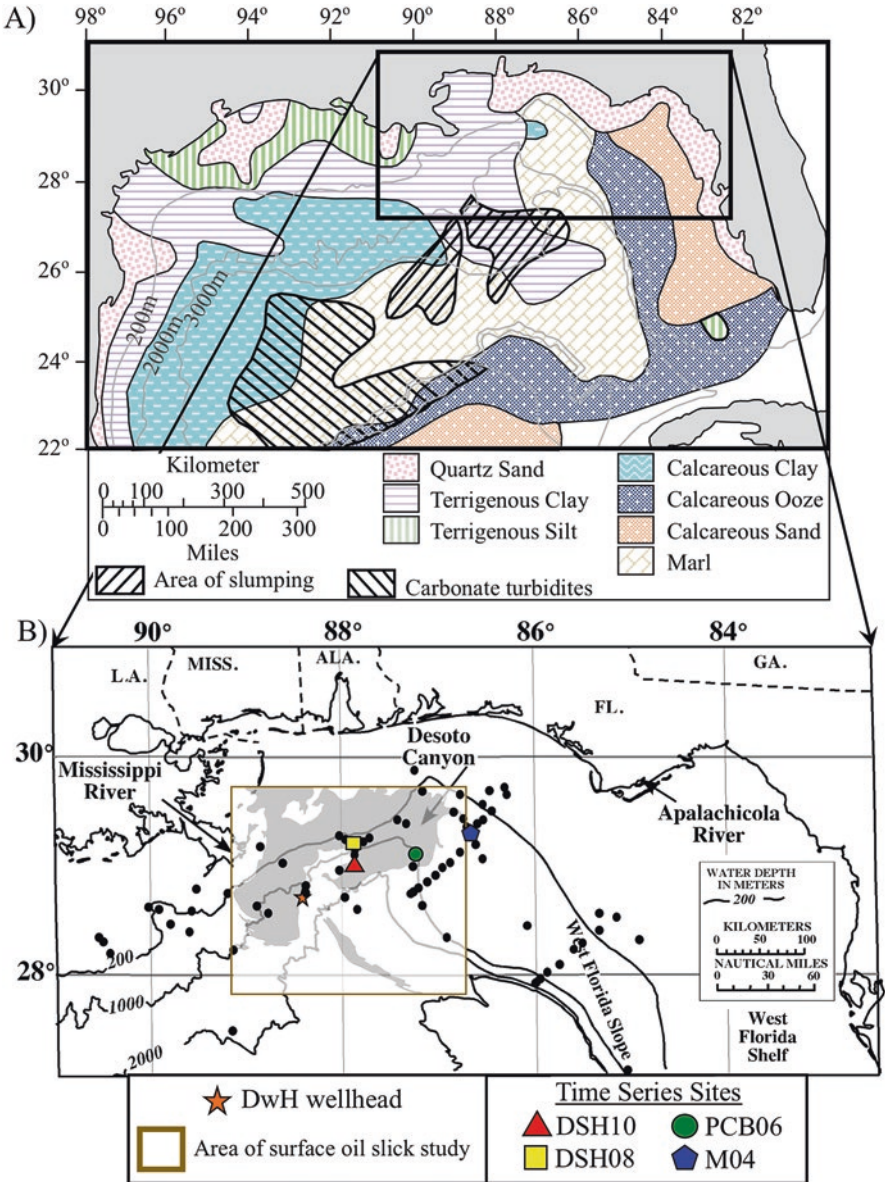 A)
98° 96° 94° 92° 90° 88° 86° 84° 82°
30°
28°
26°
24°
22°
200m
2000m
3000m
Kilometer
0 100 200 300 500
0 100 200 300
Miles
Quartz Sand
Terrigenous Clay
Terrigenous Silt
Calcareous Clay
Calcareous Ooze
Calcareous Sand
Marl
Area of slumping
Carbonate turbidites
B)
90° 88° 86° 84°
L.A. MISS. ALA. GA.
FL.
30°
28°
Desoto
Canyon
Mississippi
River
Apalachicola
River
WATER DEPTH
IN METERS
200
KILOMETERS
0 50 100
NAUTICAL MILES
0 30 60
West Florida Slope
West
Florida
Shelf
200
1000
2000
DwH wellhead
Area of surface oil slick study
Time Series Sites
DSH10
PCB06
DSH08
M04